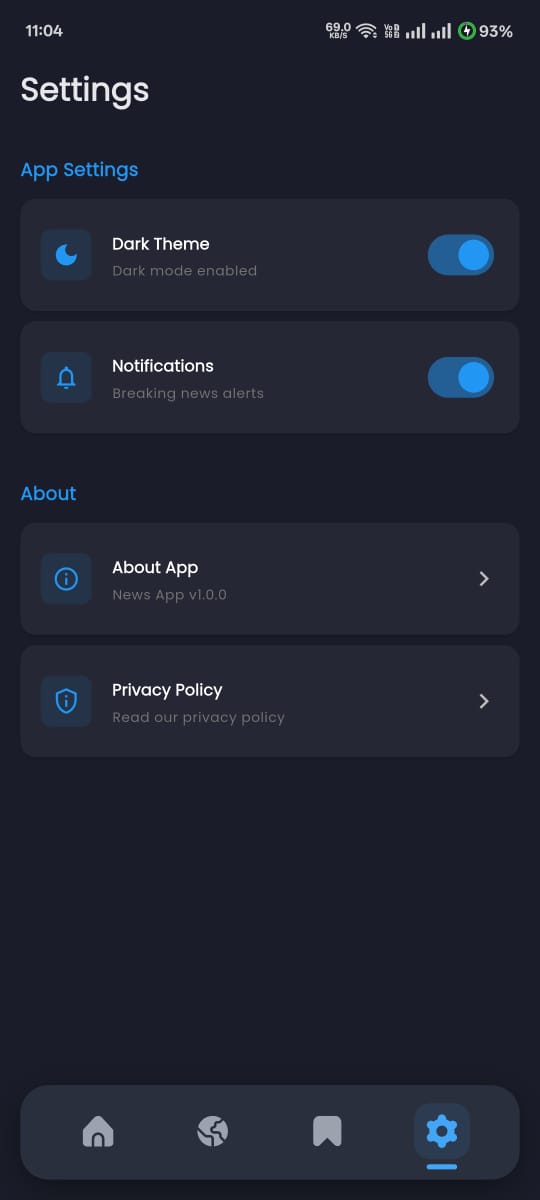 11:04
69.0
KB/S
Vo
5G
93%
Settings
App Settings
Dark Theme
Dark mode enabled
Notifications
Breaking news alerts
About
About App
News App v1.0.0
Privacy Policy
Read our privacy policy